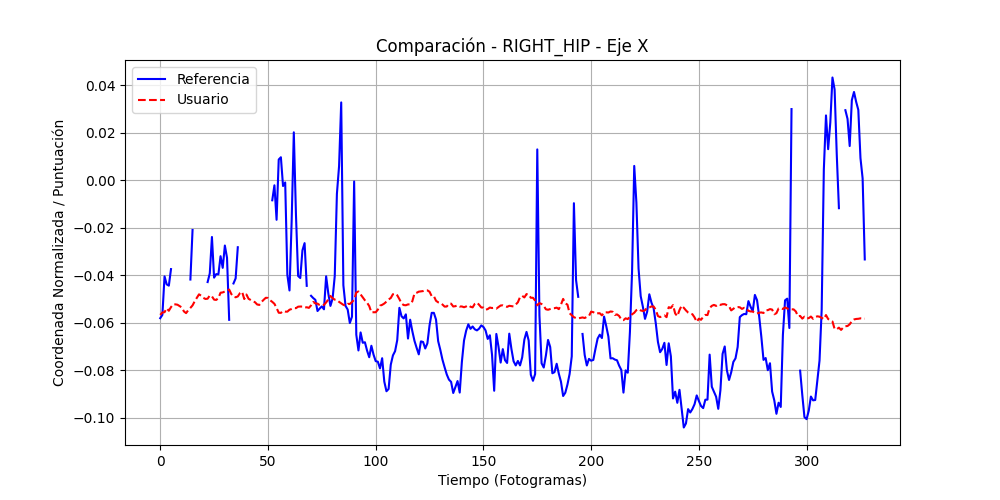 Comparación - RIGHT_HIP - Eje X
Referencia
Usuario
Coordenada Normalizada / Puntuación
0.04
0.02
0.00
−0.02
−0.04
−0.06
−0.08
−0.10
0 50 100 150 200 250 300
Tiempo (Fotogramas)